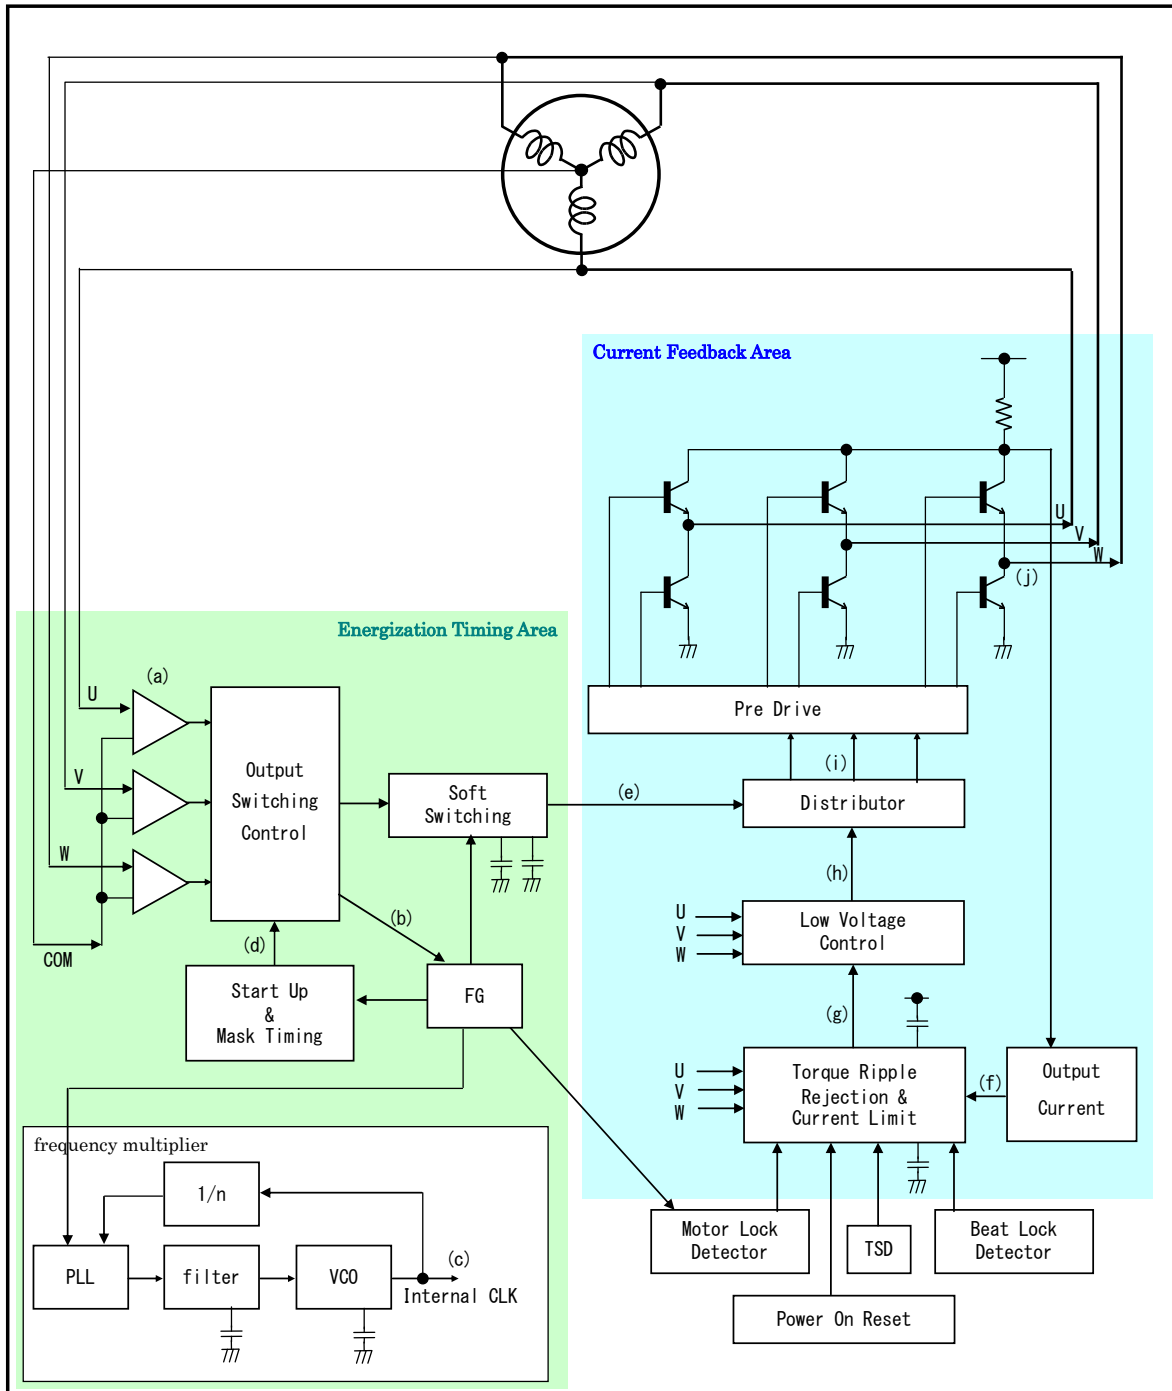 Current Feedback Area
U
V
W
(j)
Energization Timing Area
(a)
U
Pre Drive
V
Output
Switching
Control
Soft
Switching
(e)
(i)
Distributor
W
(b)
(h)
COM
(d)
U
V
W
Low Voltage
Control
Start Up
&
Mask Timing
FG
(g)
U
V
W
Torque Ripple
Rejection &
Current Limit
(f)
Output
Current
frequency multiplier
1/n
PLL
filter
VCO
(c)
Internal CLK
Motor Lock
Detector
TSD
Beat Lock
Detector
Power On Reset